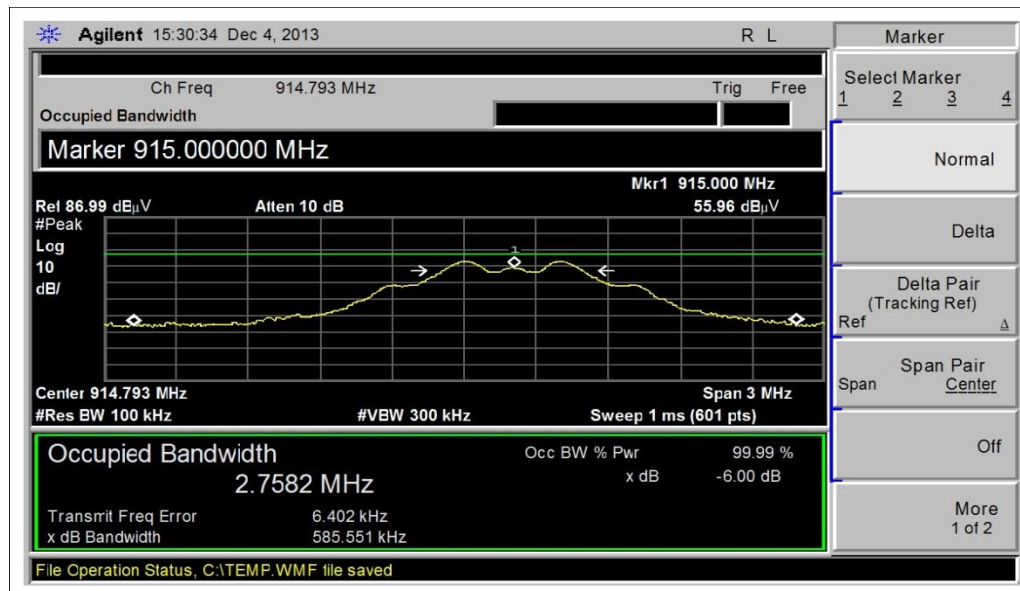 Agilent 15:30:34 Dec 4, 2013 R L
Ch Freq 914.793 MHz Trig Free
Occupied Bandwidth
Marker 915.000000 MHz
Mkr1 915.000 MHz
Ref 86.99 dBµV Atten 10 dB 55.96 dBµV
#Peak
Log
10
dB/
1
Center 914.793 MHz Span 3 MHz
#Res BW 100 kHz #VBW 300 kHz Sweep 1 ms (601 pts)
Occupied Bandwidth
2.7582 MHz
Occ BW % Pwr 99.99 %
x dB -6.00 dB
Transmit Freq Error 6.402 kHz
x dB Bandwidth 585.551 kHz
File Operation Status, C:\TEMP.WMF file saved
Marker
Select Marker
1 2 3 4
Normal
Delta
Delta Pair
(Tracking Ref)
Ref Δ
Span Pair
Span Center
Off
More
1 of 2